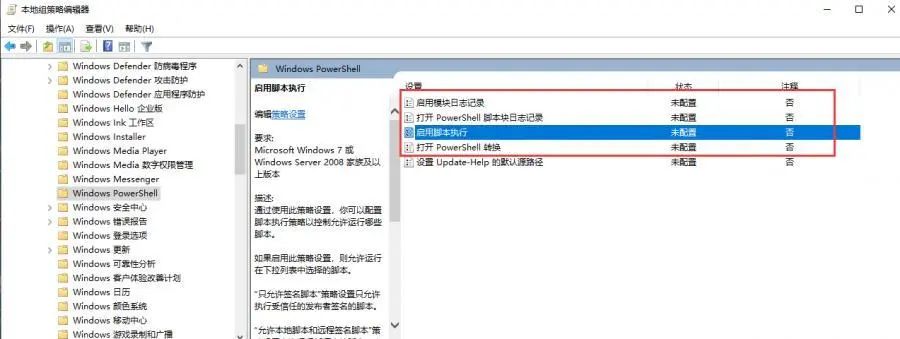 本地组策略编辑器
文件(F) 操作(A) 查看(V) 帮助(H)
Windows Defender 防病毒程序
Windows Defender 攻击防护
Windows Defender 应用程序防护
Windows Hello 企业版
Windows Ink 工作区
Windows Installer
Windows Media Player
Windows Media 数字权限管理
Windows Messenger
Windows PowerShell
Windows 安全中心
Windows 错误报告
Windows 登录选项
Windows 更新
Windows 可靠性分析
Windows 客户体验改善计划
Windows 日历
Windows 颜色系统
Windows 移动中心
Windows 游戏录制和广播
Windows PowerShell
启用脚本执行
编辑策略设置
要求:
Microsoft Windows 7 或
Windows Server 2008 家族及以
上版本
描述:
通过使用此策略设置，你可以配置
脚本执行策略以控制允许运行哪些
脚本。
如果启用此策略设置，则允许运行
在下拉列表中选择的脚本。
“只允许签名脚本”策略设置只允许
执行受信任的发布者签名的脚本。
“允许本地脚本和远程签名脚本”策
设置 状态 注释
启用模块日志记录 未配置 否
打开 PowerShell 脚本块日志记录 未配置 否
启用脚本执行 未配置 否
打开 PowerShell 转换 未配置 否
设置 Update-Help 的默认源路径 未配置 否